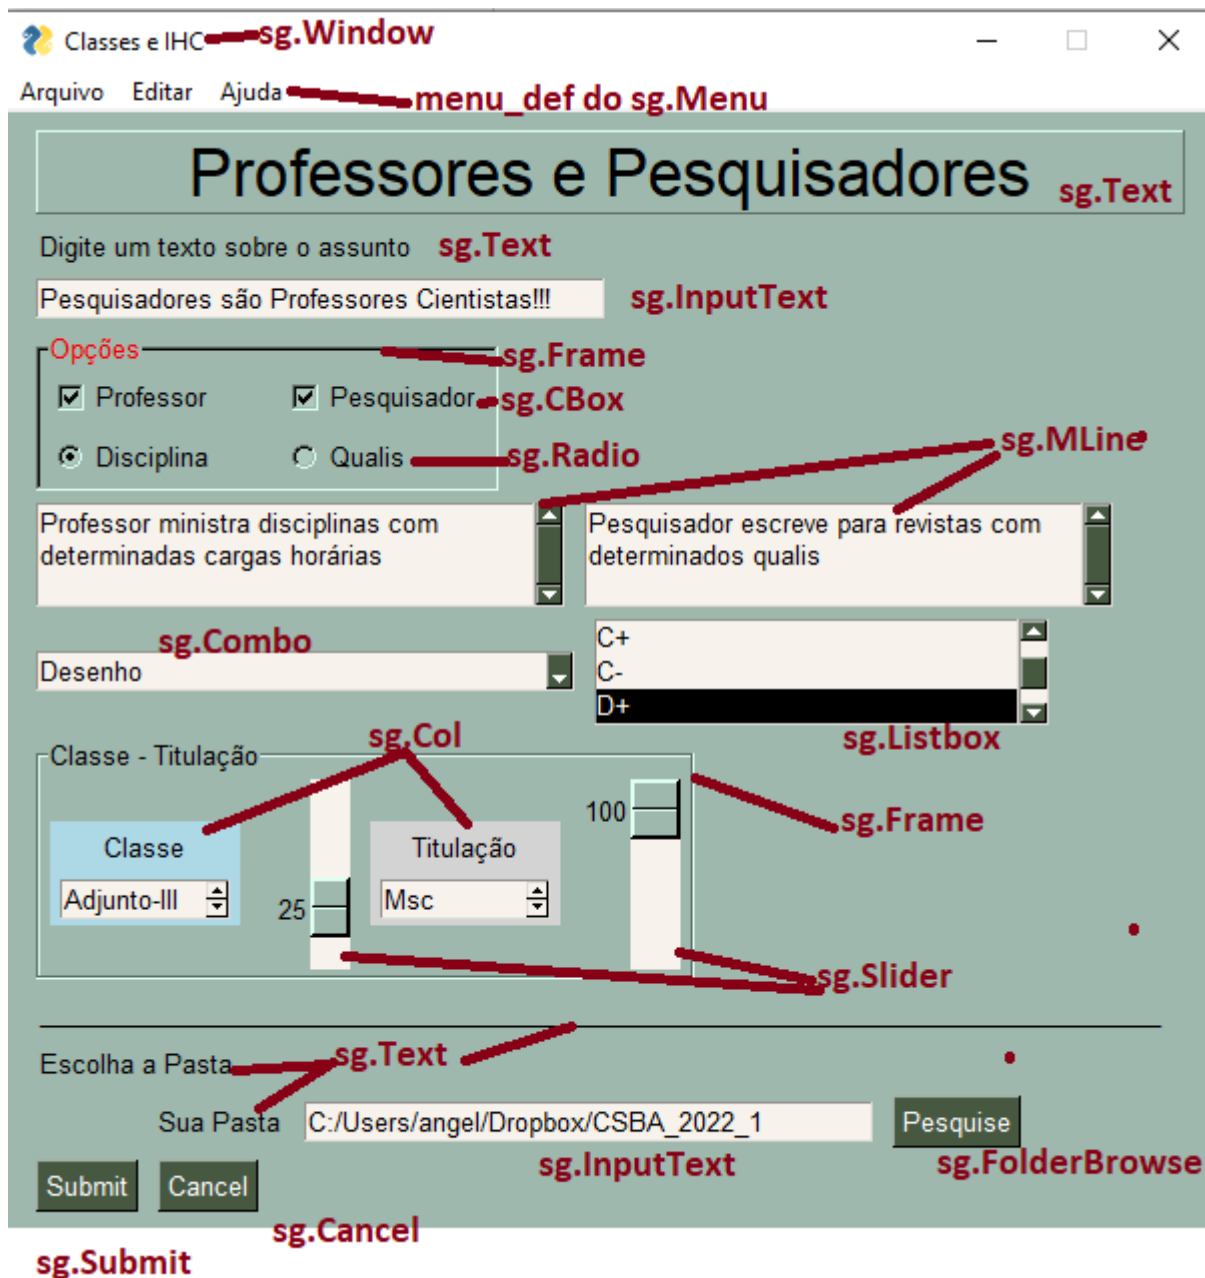 Classes e IHC sg.Window
Arquivo Editar Ajuda menu_def do sg.Menu
Professores e Pesquisadores sg.Text
Digite um texto sobre o assunto sg.Text
Pesquisadores são Professores Cientistas!!! sg.InputText
Opções sg.Frame
Professor Pesquisador sg.CBox
Disciplina Qualis sg.Radio sg.MLine
Professor ministra disciplinas com
determinadas cargas horárias
Pesquisador escreve para revistas com
determinados qualis
sg.Combo
Desenho
C+
C-
D+
sg.Listbox
sg.Col
Classe - Titulação
100
sg.Frame
Classe Titulação
Adjunto-III 25 Msc
sg.Slider
Escolha a Pasta sg.Text
Sua Pasta C:/Users/angel/Dropbox/CSBA_2022_1 Pesquise
sg.InputText sg.FolderBrowse
Submit Cancel
sg.Cancel
sg.Submit